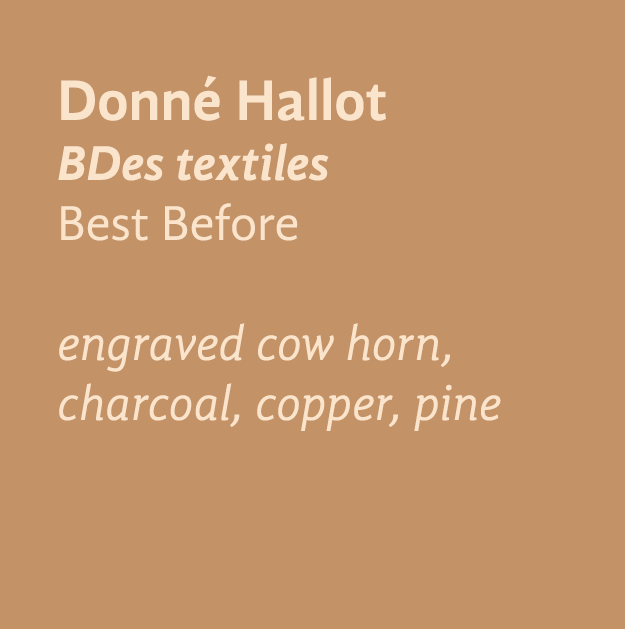 Donné Hallot
BDes textiles
Best Before
engraved cow horn,
charcoal, copper, pine